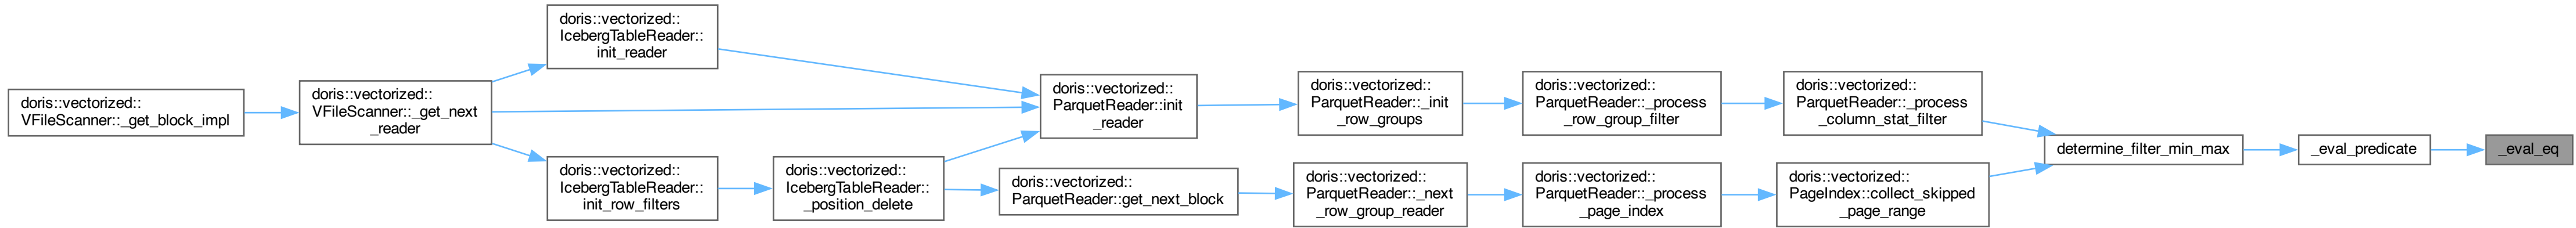 doris::vectorized::
VFileScanner::_get_block_impl
doris::vectorized::
VFileScanner::_get_next
_reader
doris::vectorized::
IcebergTableReader::
init_reader
doris::vectorized::
IcebergTableReader::
init_row_filters
doris::vectorized::
IcebergTableReader::
_position_delete
doris::vectorized::
ParquetReader::init
_reader
doris::vectorized::
ParquetReader::get_next_block
doris::vectorized::
ParquetReader::_init
_row_groups
doris::vectorized::
ParquetReader::_next
_row_group_reader
doris::vectorized::
ParquetReader::_process
_row_group_filter
doris::vectorized::
ParquetReader::_process
_page_index
doris::vectorized::
ParquetReader::_process
_column_stat_filter
doris::vectorized::
PageIndex::collect_skipped
_page_range
determine_filter_min_max
_eval_predicate
_eval_eq